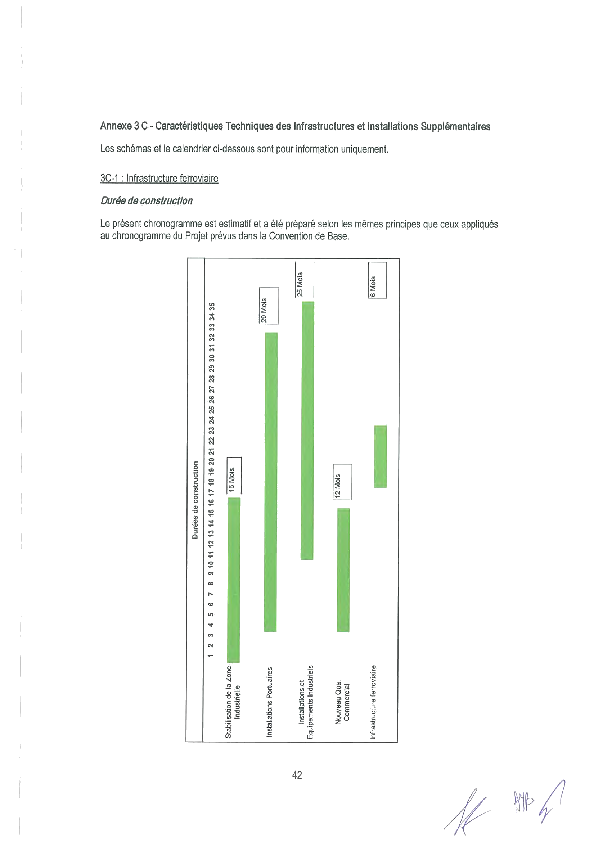 Annexe 3 C - Caractéristiques Techniques des Infrastructures et Installations Supplémentaires
Les schémas et le calendrier ci-dessous sont pour information uniquement.
3C-1 : Infrastructure ferroviaire
Durée de construction
Le présent chronogramme est estimatif et a été préparé selon les mêmes principes que ceux appliqués
au chronogramme du Projet prévus dans la Convention de Base.
Durées de construction
1 2 3 4 5 6 7 8 9 10 11 12 13 14 15 16 17 18 19 20 21 22 23 24 25 26 27 28 29 30 31 32 33 34 35
Stabilisation de la Zone
Industrielle
15 Mois
Installations Portuaires
29 Mois
Installations et
Equipements Industriels
25 Mois
Nouveau Quai
Commercial
12 Mois
Infrastructure ferroviaire
6 Mois
42